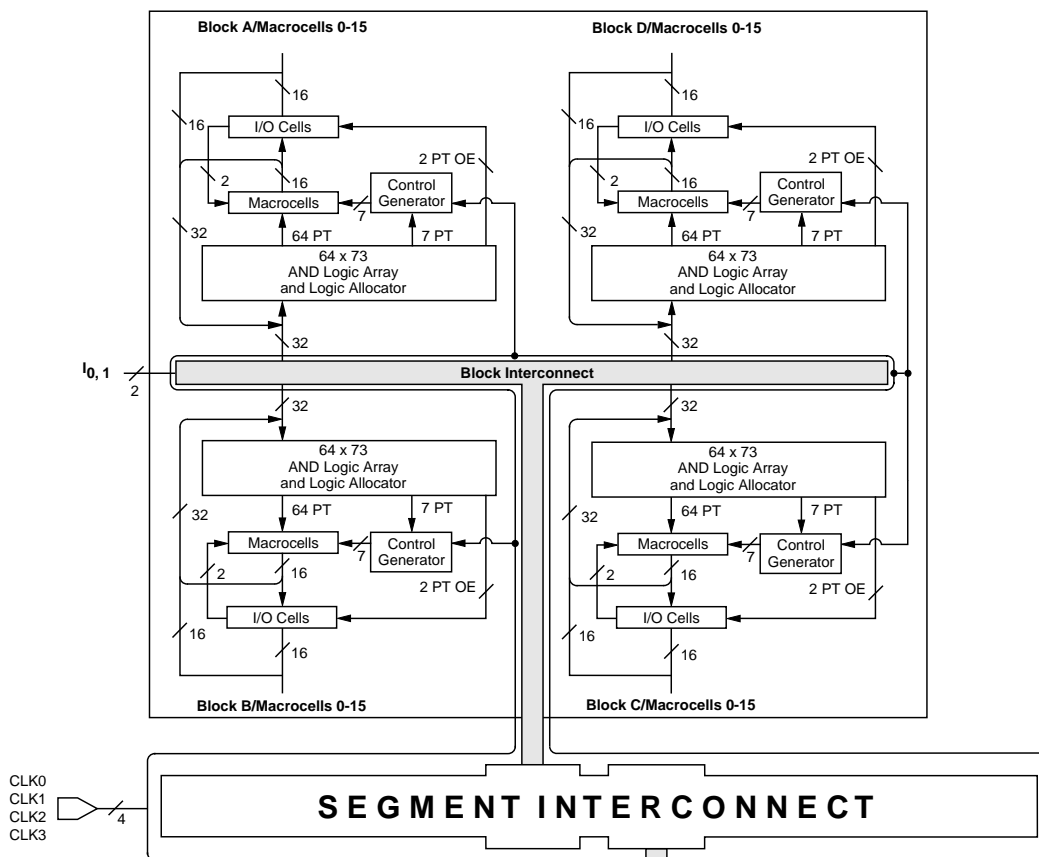 Block A/Macrocells 0-15
Block D/Macrocells 0-15
16
16
16
16
I/O Cells
I/O Cells
2 PT OE
2 PT OE
2
16
Control
Generator
2
16
Control
Generator
Macrocells
7
Macrocells
7
32
64 PT
7 PT
32
64 PT
7 PT
64 x 73
AND Logic Array
and Logic Allocator
64 x 73
AND Logic Array
and Logic Allocator
32
32
I0, 1
2
Block Interconnect
32
32
64 x 73
AND Logic Array
and Logic Allocator
64 x 73
AND Logic Array
and Logic Allocator
32
64 PT
7 PT
32
64 PT
7 PT
Macrocells
7
Control
Generator
Macrocells
7
Control
Generator
2
16
2 PT OE
2
16
2 PT OE
I/O Cells
I/O Cells
16
16
16
16
Block B/Macrocells 0-15
Block C/Macrocells 0-15
CLK0
CLK1
CLK2
CLK3
4
SEGMENT INTERCONNECT